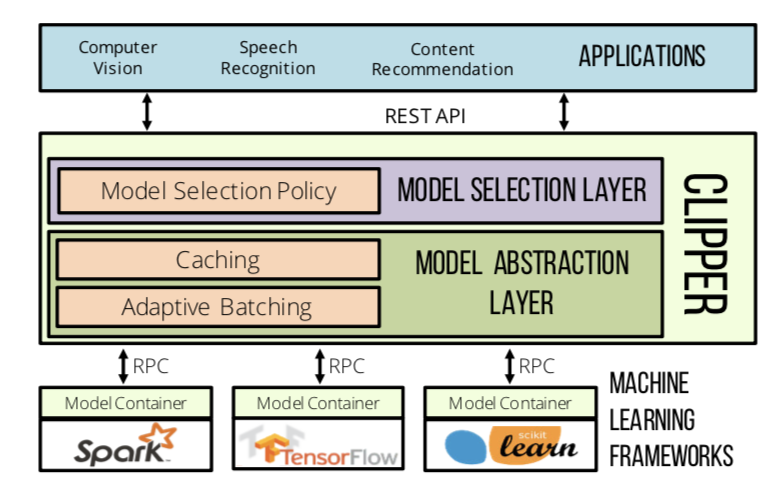 Computer Vision
Speech Recognition
Content Recommendation
APPLICATIONS
REST API
Model Selection Policy
MODEL SELECTION LAYER
Caching
Adaptive Batching
MODEL ABSTRACTION
LAYER
CLIPPER
RPC
RPC
RPC
Model Container
Model Container
Model Container
Spark
TensorFlow
scikit
learn
MACHINE
LEARNING
FRAMEWORKS